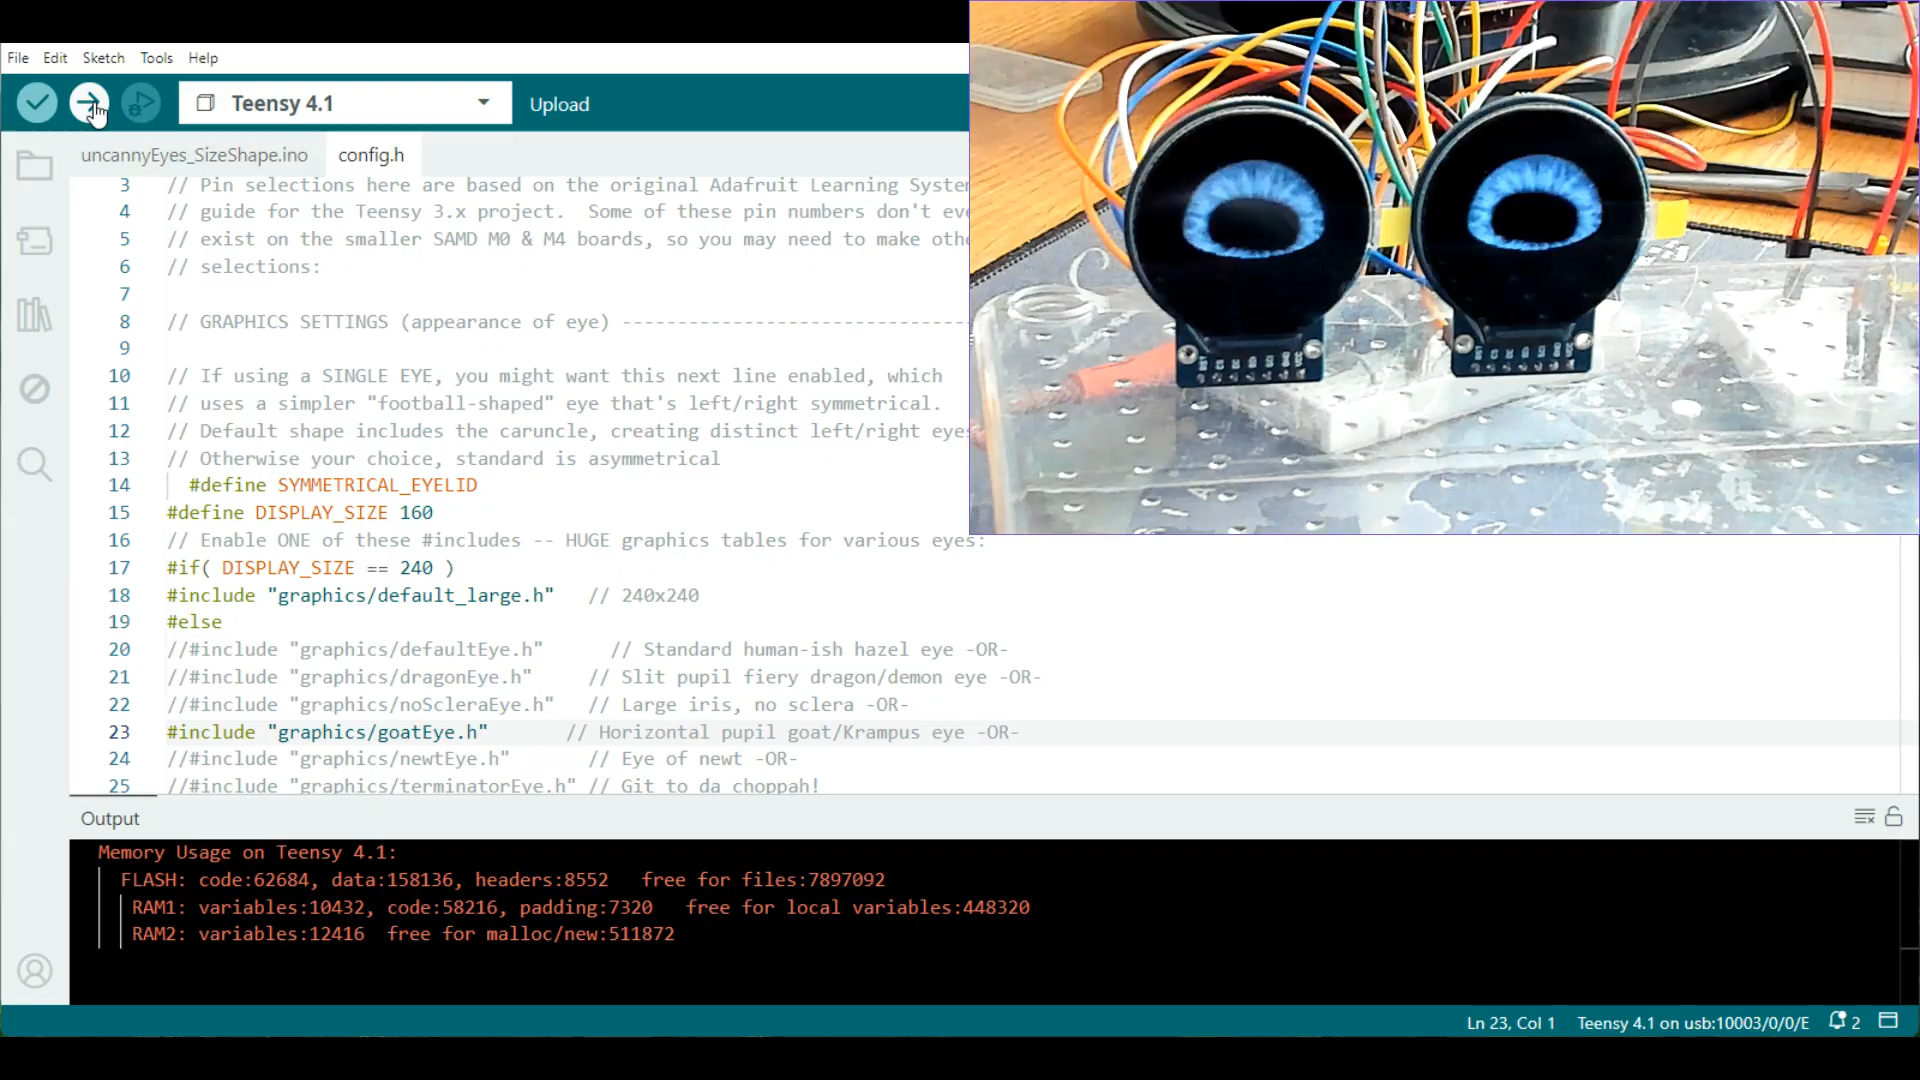 File Edit Sketch Tools Help
Teensy 4.1
Upload
uncannyEyes_SizeShape.ino config.h
3 // Pin selections here are based on the original Adafruit Learning System
4 // guide for the Teensy 3.x project. Some of these pin numbers don't eve
5 // exist on the smaller SAMD M0 & M4 boards, so you may need to make othe
6 // selections:
7
8 // GRAPHICS SETTINGS (appearance of eye) --------------------------------
9
10 // If using a SINGLE EYE, you might want this next line enabled, which
11 // uses a simpler "football-shaped" eye that's left/right symmetrical.
12 // Default shape includes the caruncle, creating distinct left/right eyes
13 // Otherwise your choice, standard is asymmetrical
14 #define SYMMETRICAL_EYELID
15 #define DISPLAY_SIZE 160
16 // Enable ONE of these #includes -- HUGE graphics tables for various eyes:
17 #if( DISPLAY_SIZE == 240 )
18 #include "graphics/default_large.h" // 240x240
19 #else
20 //#include "graphics/defaultEye.h" // Standard human-ish hazel eye -OR-
21 //#include "graphics/dragonEye.h" // Slit pupil fiery dragon/demon eye -OR-
22 //#include "graphics/noScleraEye.h" // Large iris, no sclera -OR-
23 #include "graphics/goatEye.h" // Horizontal pupil goat/Krampus eye -OR-
24 //#include "graphics/newtEye.h" // Eye of newt -OR-
25 //#include "graphics/terminatorEye.h" // Git to da choppah!
Output
Memory Usage on Teensy 4.1:
FLASH: code:62684, data:158136, headers:8552 free for files:7897092
RAM1: variables:10432, code:58216, padding:7320 free for local variables:448320
RAM2: variables:12416 free for malloc/new:511872
Ln 23, Col 1 Teensy 4.1 on usb:10003/0/0/E 2